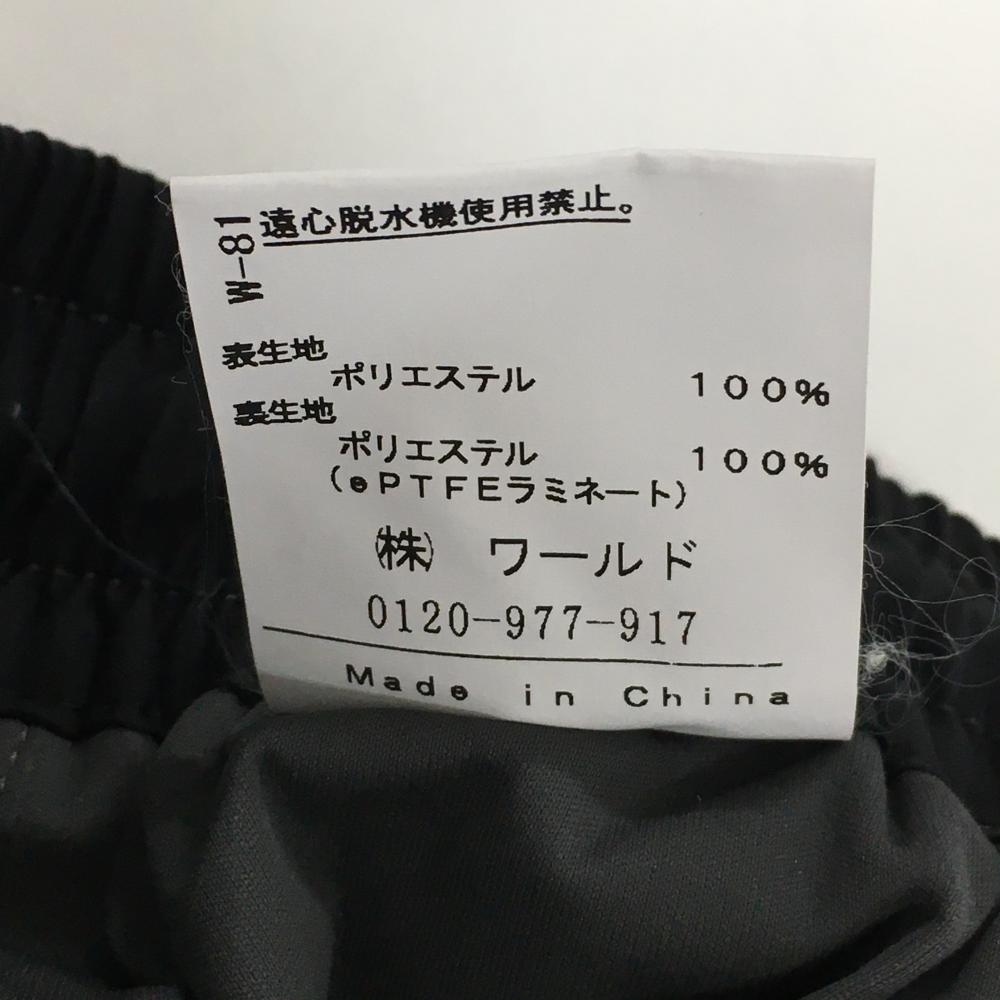 遠心脱水機使用禁止。
W-81
表生地
ポリエステル 100%
裏生地
ポリエステル 100%
(ePTFEラミネート)
㈱ ワールド
0120-977-917
Made in China